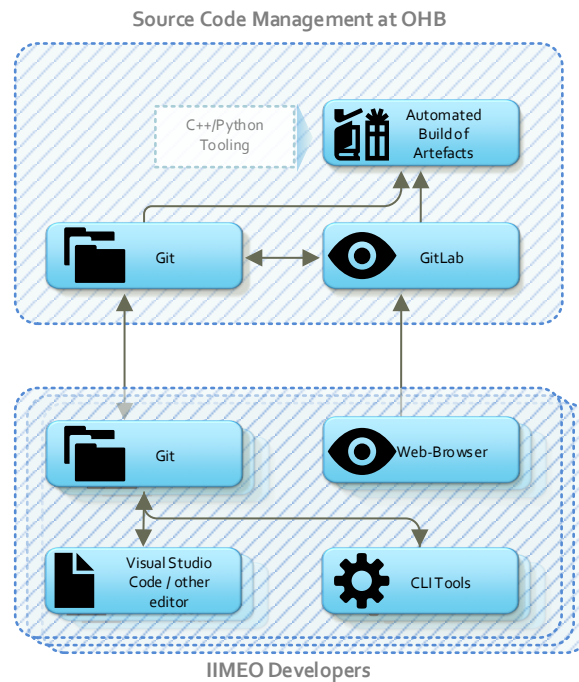 Source Code Management at OHB
C++/Python
Tooling
Automated
Build of
Artefacts
Git
GitLab
Git
Web-Browser
Visual Studio
Code / other
editor
CLI Tools
IIMEO Developers